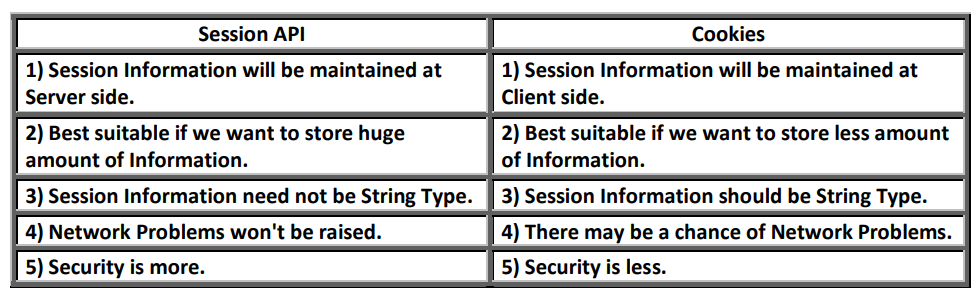 Session API
Cookies
1) Session Information will be maintained at
Server side.
1) Session Information will be maintained at
Client side.
2) Best suitable if we want to store huge
amount of Information.
2) Best suitable if we want to store less amount
of Information.
3) Session Information need not be String Type.
3) Session Information should be String Type.
4) Network Problems won't be raised.
4) There may be a chance of Network Problems.
5) Security is more.
5) Security is less.